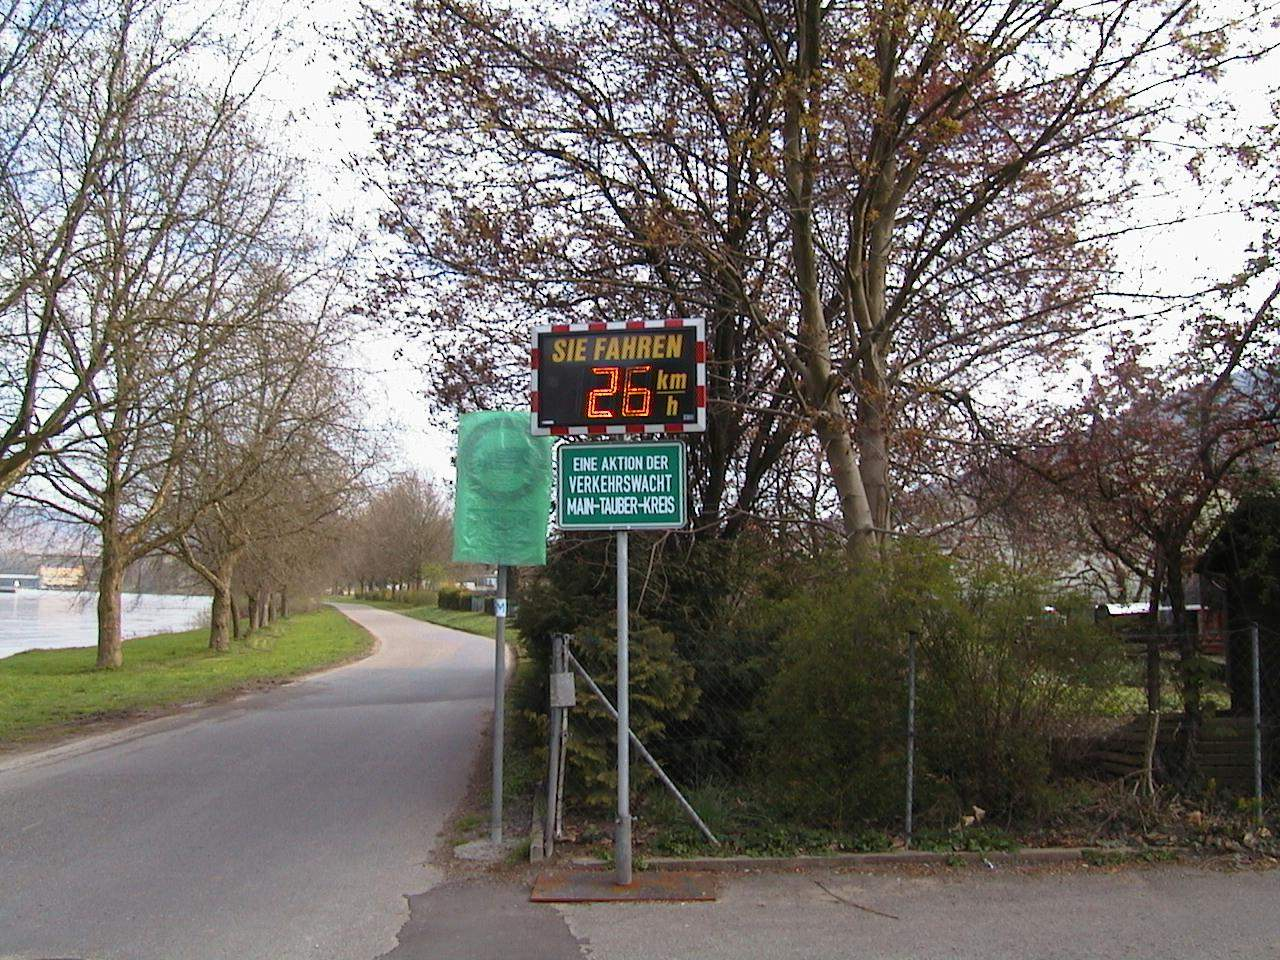 SIE FAHREN
26 km
h
EINE AKTION DER
VERKEHRSWACHT
MAIN-TAUBER-KREIS